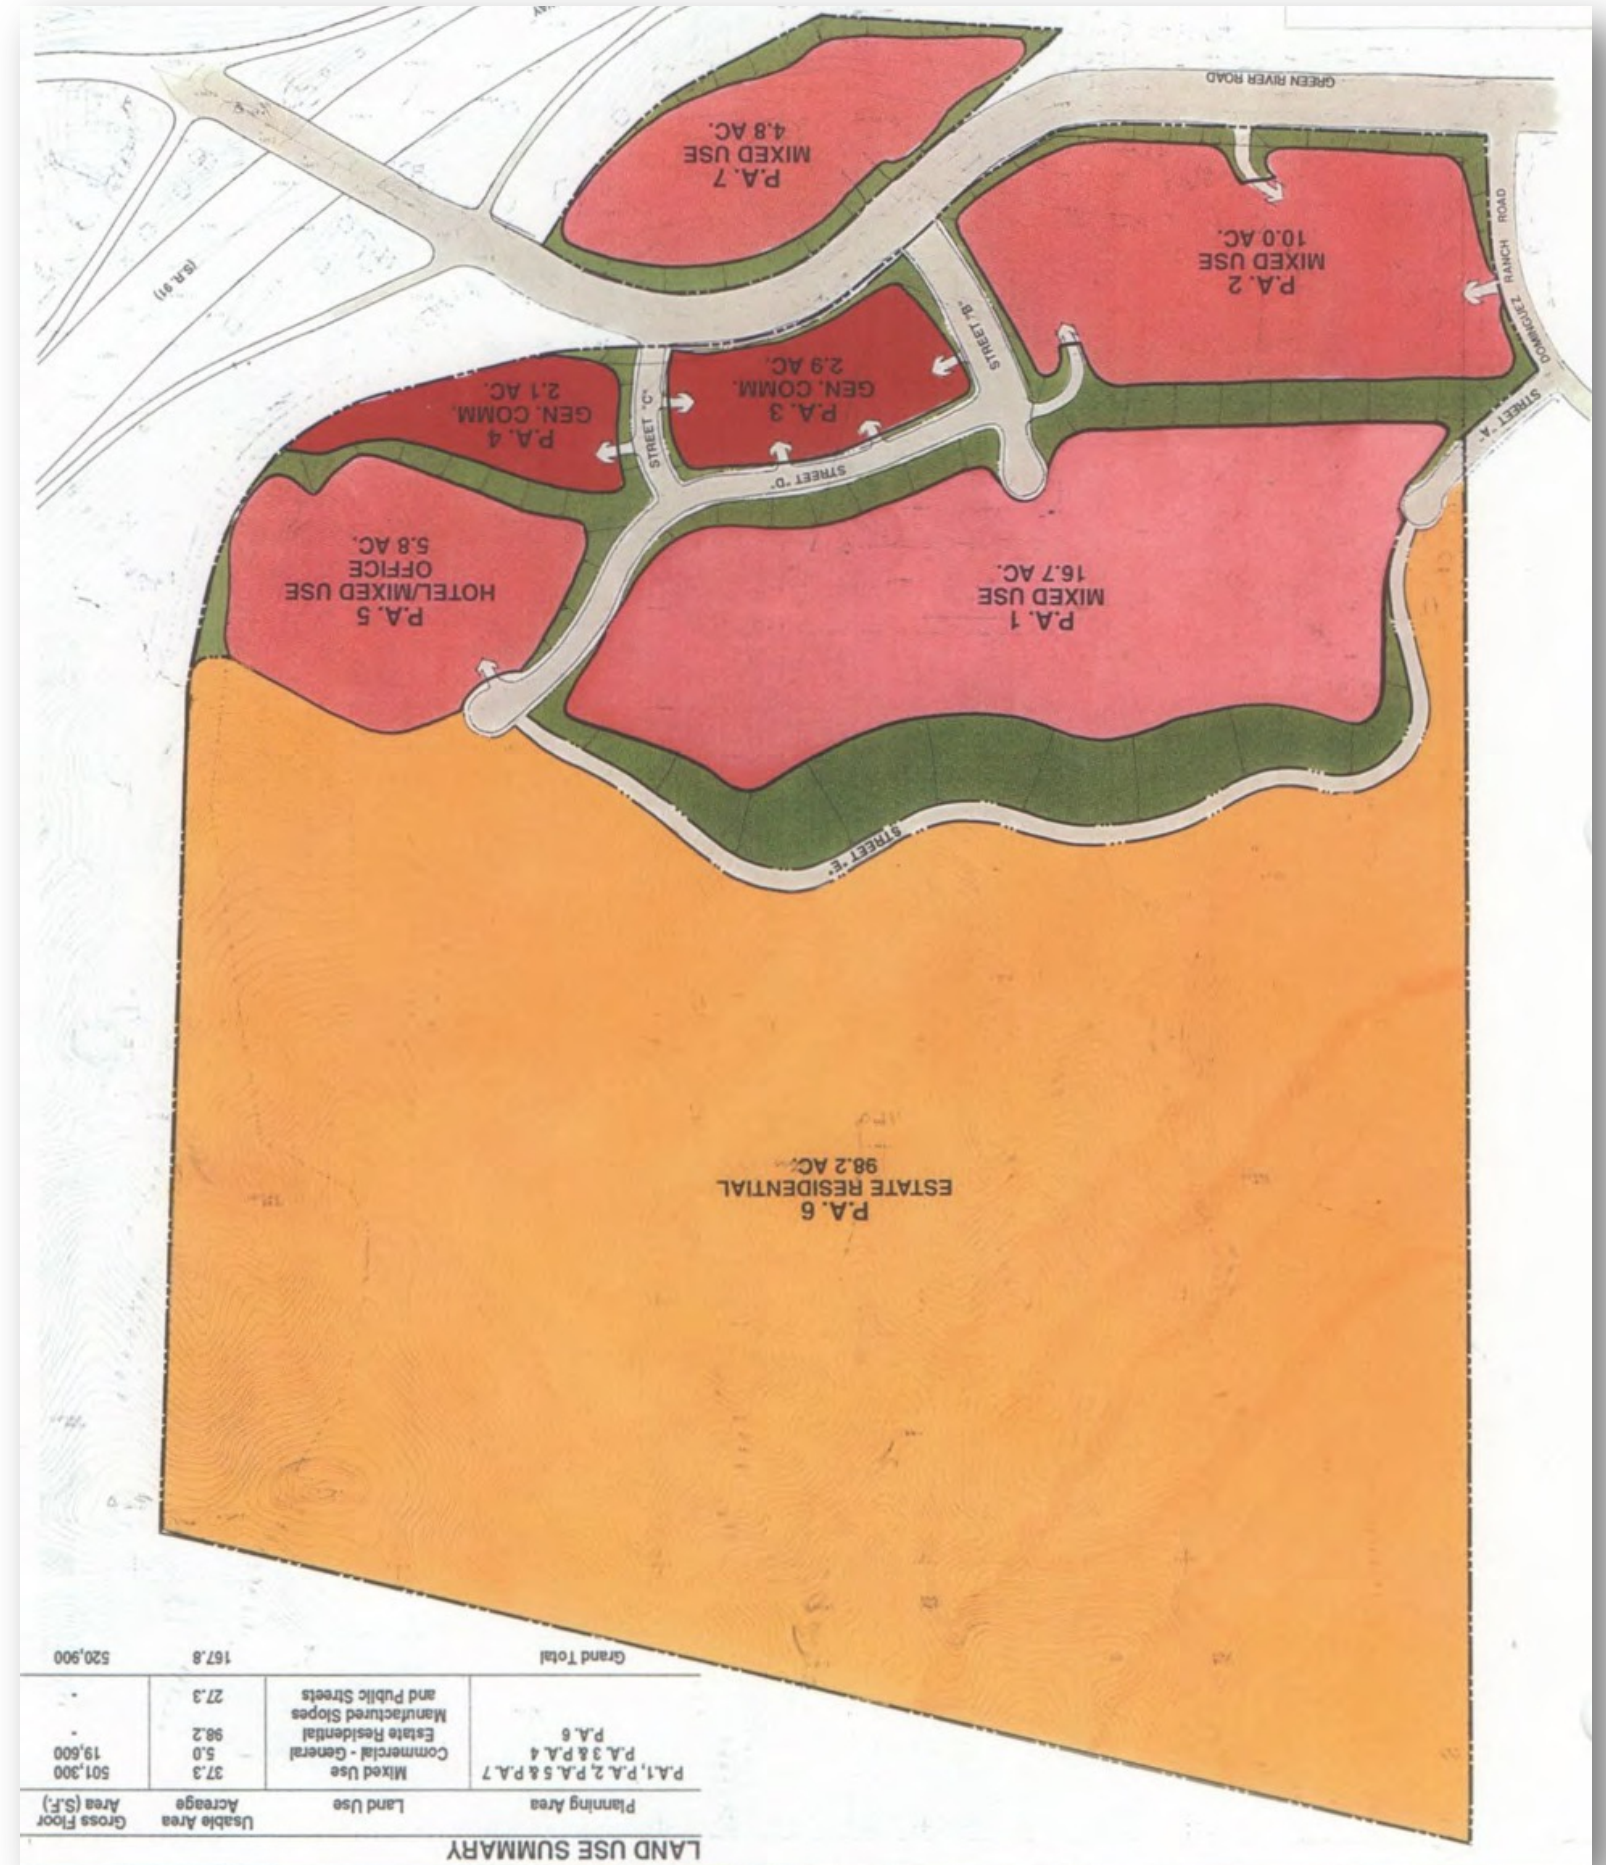 LAND USE SUMMARY
Planning Area Land Use Usable Area Acreage Gross Floor Area (S.F.)
P.A.1, P.A. 2, P.A. 5 & P.A. 7 Mixed Use 37.3 501,300
P.A. 3 & P.A. 4 Commercial - General 5.0 19,600
P.A. 6 Estate Residential 98.2 -
Manufactured Slopes and Public Streets 27.3 -
Grand Total 167.8 520,900
P.A. 6
ESTATE RESIDENTIAL
98.2 AC.
STREET "E"
P.A. 1
MIXED USE
16.7 AC.
P.A. 5
HOTEL/MIXED USE
OFFICE
5.8 AC.
STREET "A"
STREET "D"
STREET "C"
P.A. 4
GEN. COMM.
2.1 AC.
P.A. 3
GEN. COMM.
2.9 AC.
STREET "B"
DOMINGUEZ RANCH ROAD
P.A. 2
MIXED USE
10.0 AC.
(S.R. 91)
P.A. 7
MIXED USE
4.8 AC.
GREEN RIVER ROAD